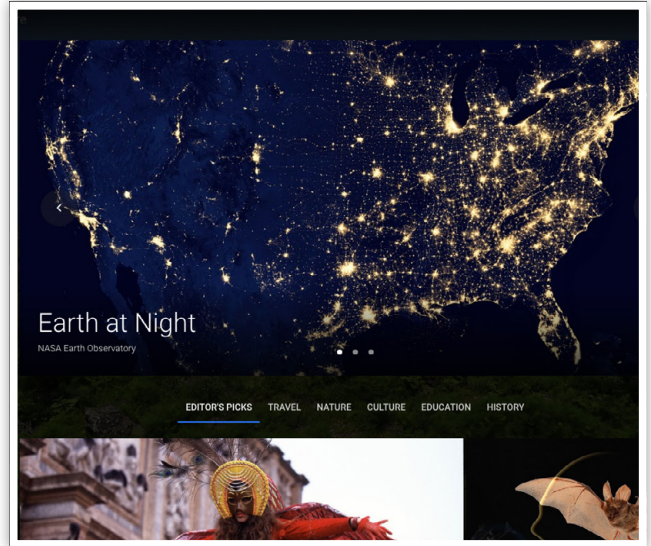 Earth at Night
NASA Earth Observatory
EDITOR'S PICKS TRAVEL NATURE CULTURE EDUCATION HISTORY